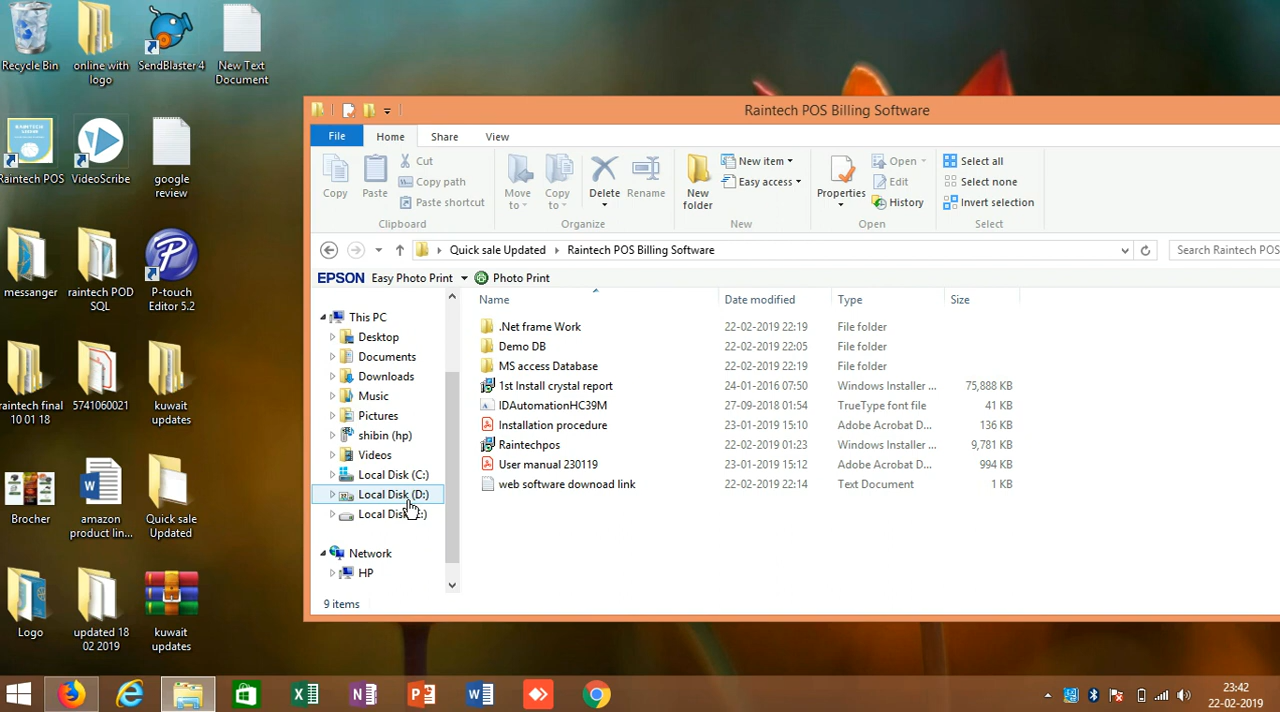 Recycle Bin
online with
logo
SendBlaster 4
New Text
Document
Raintech POS
VideoScribe
google
review
messanger
raintech POD
SQL
P-touch
Editor 5.2
raintech final
10 01 18
5741060021
kuwait
updates
Brocher
amazon
product lin...
Quick sale
Updated
Logo
updated 18
02 2019
kuwait
updates
Raintech POS Billing Software
File
Home
Share
View
Copy
Paste
Cut
Copy path
Paste shortcut
Clipboard
Move
to
Copy
to
Delete
Rename
Organize
New
folder
New item
Easy access
New
Properties
Open
Edit
History
Open
Select all
Select none
Invert selection
Select
Quick sale Updated
Raintech POS Billing Software
Search Raintech POS
EPSON Easy Photo Print
Photo Print
This PC
Desktop
Documents
Downloads
Music
Pictures
shibin (hp)
Videos
Local Disk (C:)
Local Disk (D:)
Local Disk
Network
HP
Name Date modified Type Size
.Net frame Work 22-02-2019 22:19 File folder
Demo DB 22-02-2019 22:05 File folder
MS access Database 22-02-2019 22:19 File folder
1st Install crystal report 24-01-2016 07:50 Windows Installer ... 75,888 KB
IDAutomationHC39M 27-09-2018 01:54 TrueType font file 41 KB
Installation procedure 23-01-2019 15:10 Adobe Acrobat D... 136 KB
Raintechpos 22-02-2019 01:23 Windows Installer ... 9,781 KB
User manual 230119 23-01-2019 15:12 Adobe Acrobat D... 994 KB
web software downoad link 22-02-2019 22:14 Text Document 1 KB
9 items
23:42
22-02-2019